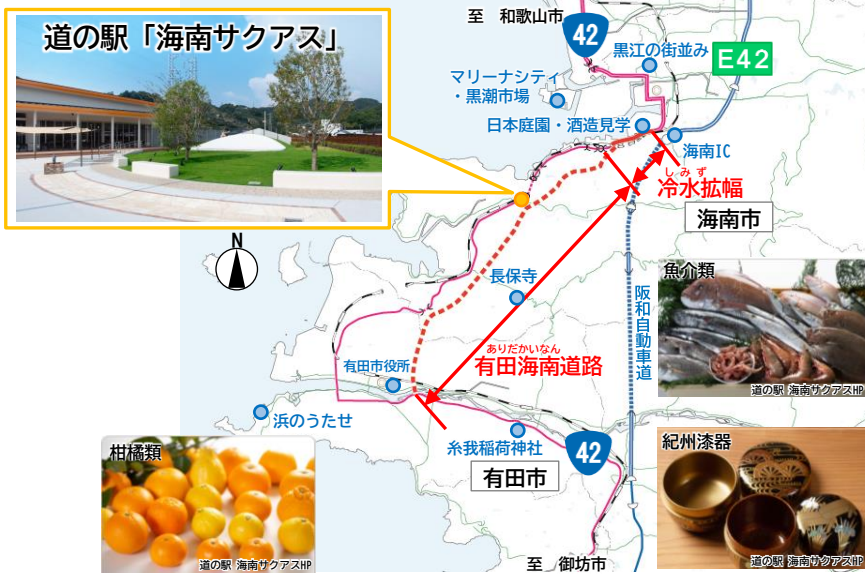 道の駅「海南サクアス」
至 和歌山市
42
黒江の街並み
E42
マリーナシティ
・黒潮市場
日本庭園・酒造見学
海南IC
しみず
冷水拡幅
海南市
N
魚介類
長保寺
阪和自動車道
ありだかいなん
有田海南道路
有田市役所
道の駅 海南サクアスHP
浜のうたせ
糸我稲荷神社
42
有田市
柑橘類
道の駅 海南サクアスHP
紀州漆器
道の駅 海南サクアスHP
至 御坊市